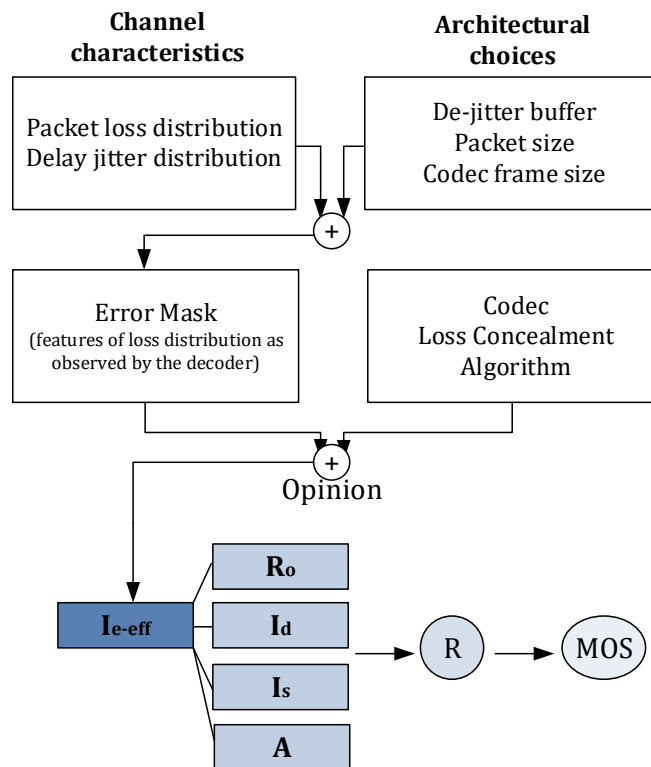 Channel
characteristics
Architectural
choices
Packet loss distribution
Delay jitter distribution
De-jitter buffer
Packet size
Codec frame size
+
Error Mask
(features of loss distribution as
observed by the decoder)
Codec
Loss Concealment
Algorithm
+
Opinion
Ro
Ie-eff
Id
Is
A
R
MOS